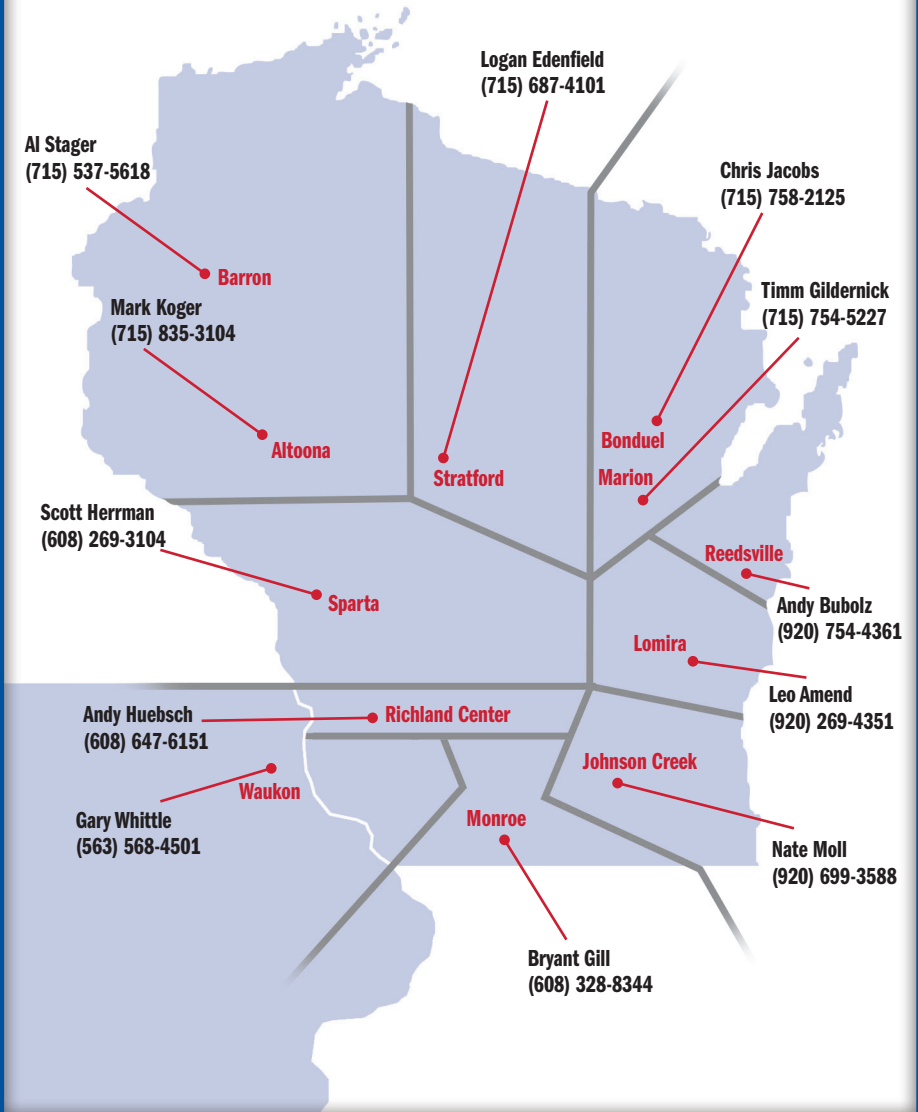 Logan Edenfield
(715) 687-4101
Al Stager
(715) 537-5618
Chris Jacobs
(715) 758-2125
Barron
Timm Gildernick
(715) 754-5227
Mark Koger
(715) 835-3104
Bonduel
Altoona
Stratford
Marion
Scott Herrman
(608) 269-3104
Reedsville
Sparta
Andy Bubolz
(920) 754-4361
Lomira
Leo Amend
(920) 269-4351
Andy Huebsch
(608) 647-6151
Richland Center
Johnson Creek
Waukon
Gary Whittle
(563) 568-4501
Monroe
Nate Moll
(920) 699-3588
Bryant Gill
(608) 328-8344